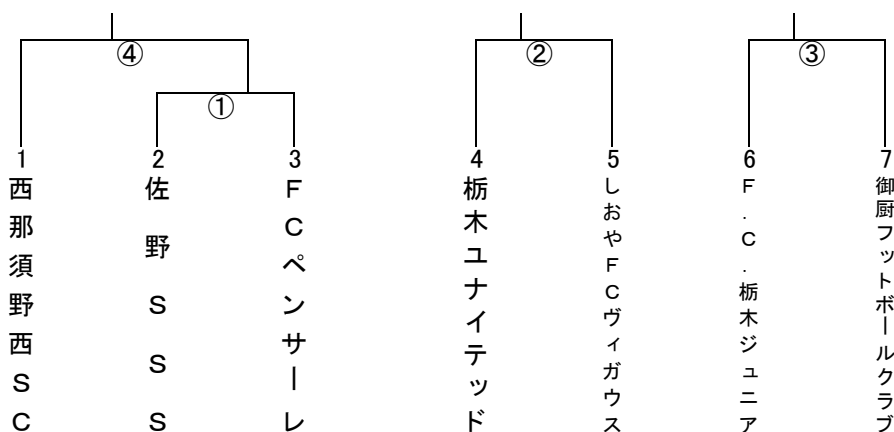 ④
②
③
①
1
2
3
4
5
6
7
西那須野西SC
佐野SSS
FCペンサーレ
栃木ユナイテッド
しおやFCヴィガウス
F.C.栃木ジュニア
御厨フットボールクラブ